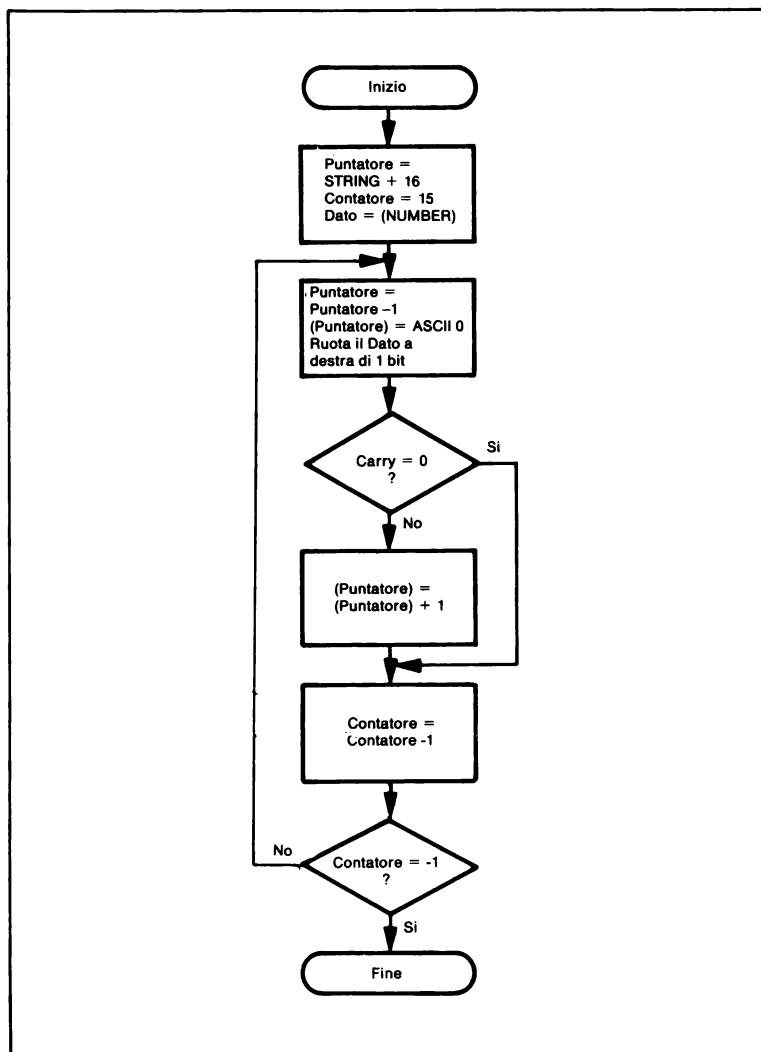 Inizio
Puntatore =
STRING + 16
Contatore = 15
Dato = (NUMBER)
Puntatore =
Puntatore -1
(Puntatore) = ASCII 0
Ruota il Dato a
destra di 1 bit
Carry = 0
?
Si
No
(Puntatore) =
(Puntatore) + 1
Contatore =
Contatore -1
No
Contatore = -1
?
Si
Fine